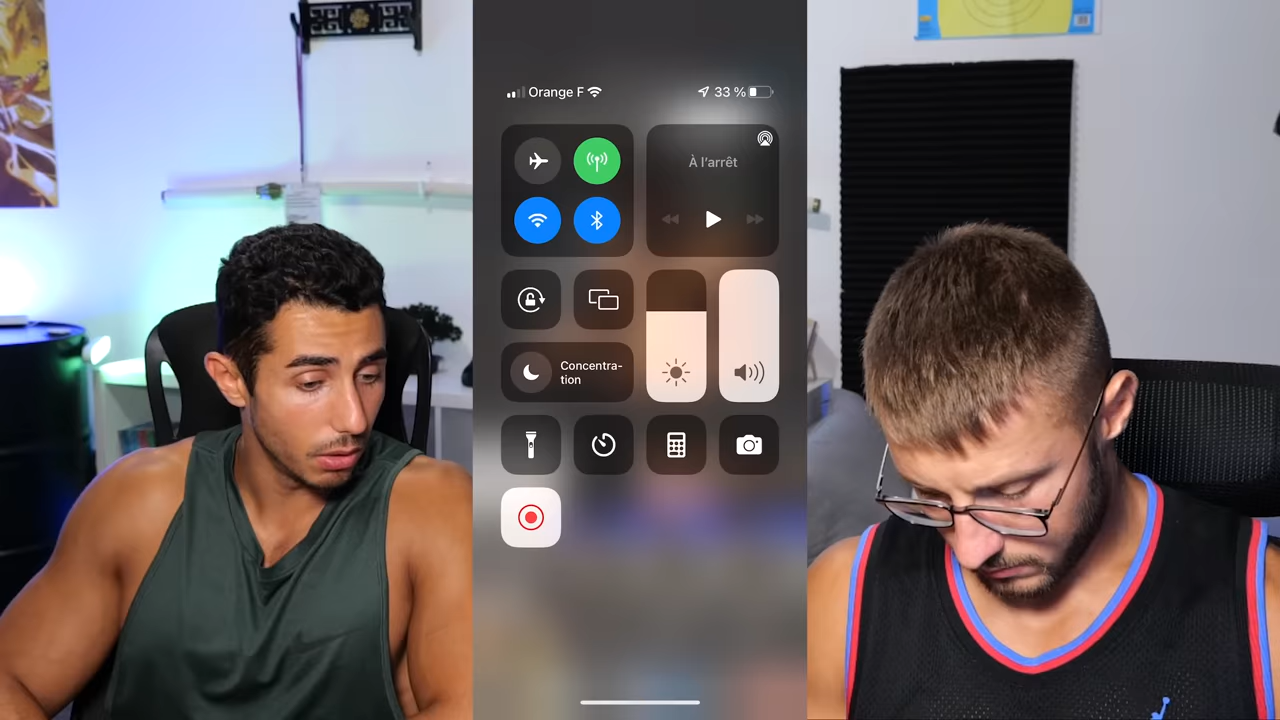 Orange F
33 %
À l'arrêt
Concentra-
tion